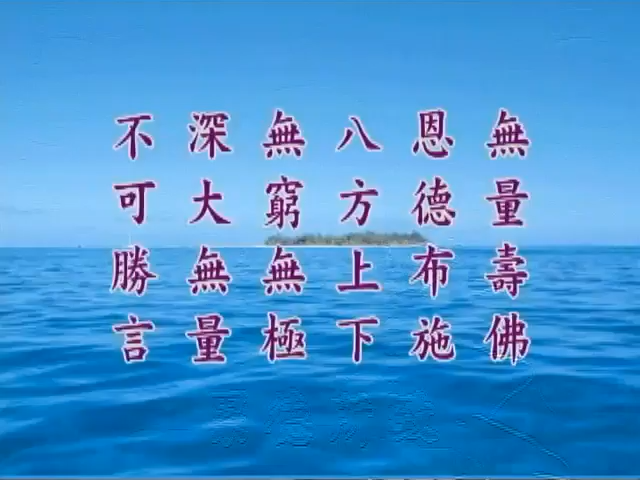 無量壽佛
恩德布施
八方上下
無窮無極
深大無量
不可勝言